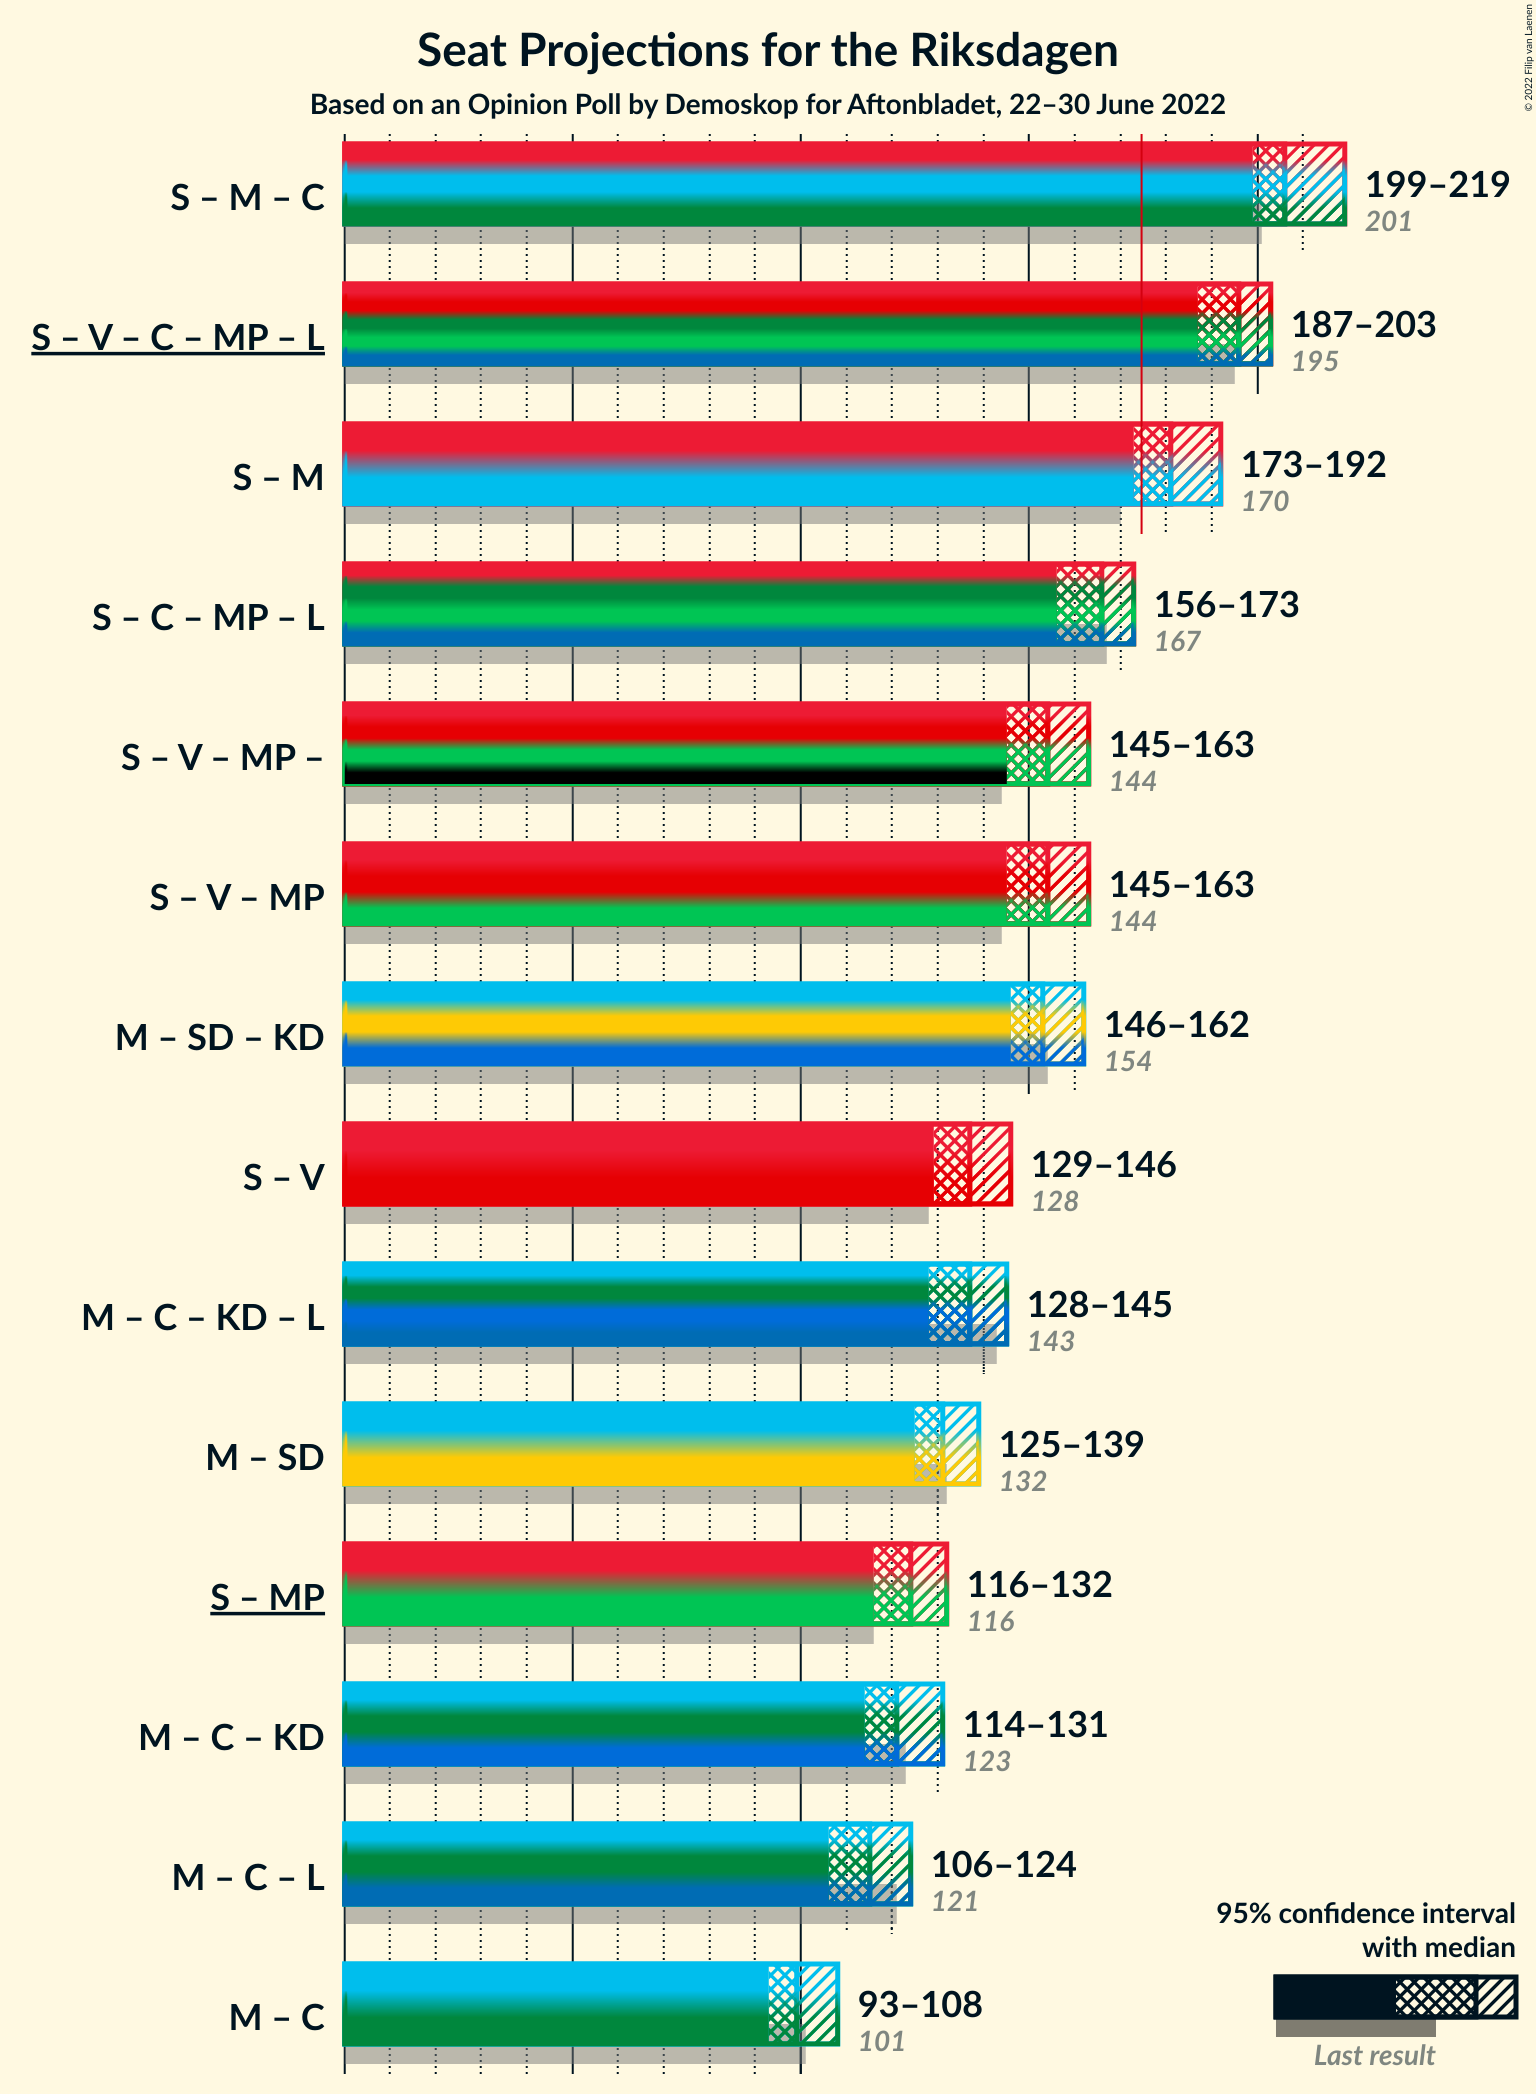 Seat Projections for the Riksdagen
Based on an Opinion Poll by Demoskop for Aftonbladet, 22–30 June 2022
© 2022 Filip van Laenen
S – M – C
199–219
201
S – V – C – MP – L
187–203
195
S – M
173–192
170
S – C – MP – L
156–173
167
S – V – MP –
145–163
144
S – V – MP
145–163
144
M – SD – KD
146–162
154
S – V
129–146
128
M – C – KD – L
128–145
143
M – SD
125–139
132
S – MP
116–132
116
M – C – KD
114–131
123
M – C – L
106–124
121
M – C
93–108
101
95% confidence interval
with median
Last result